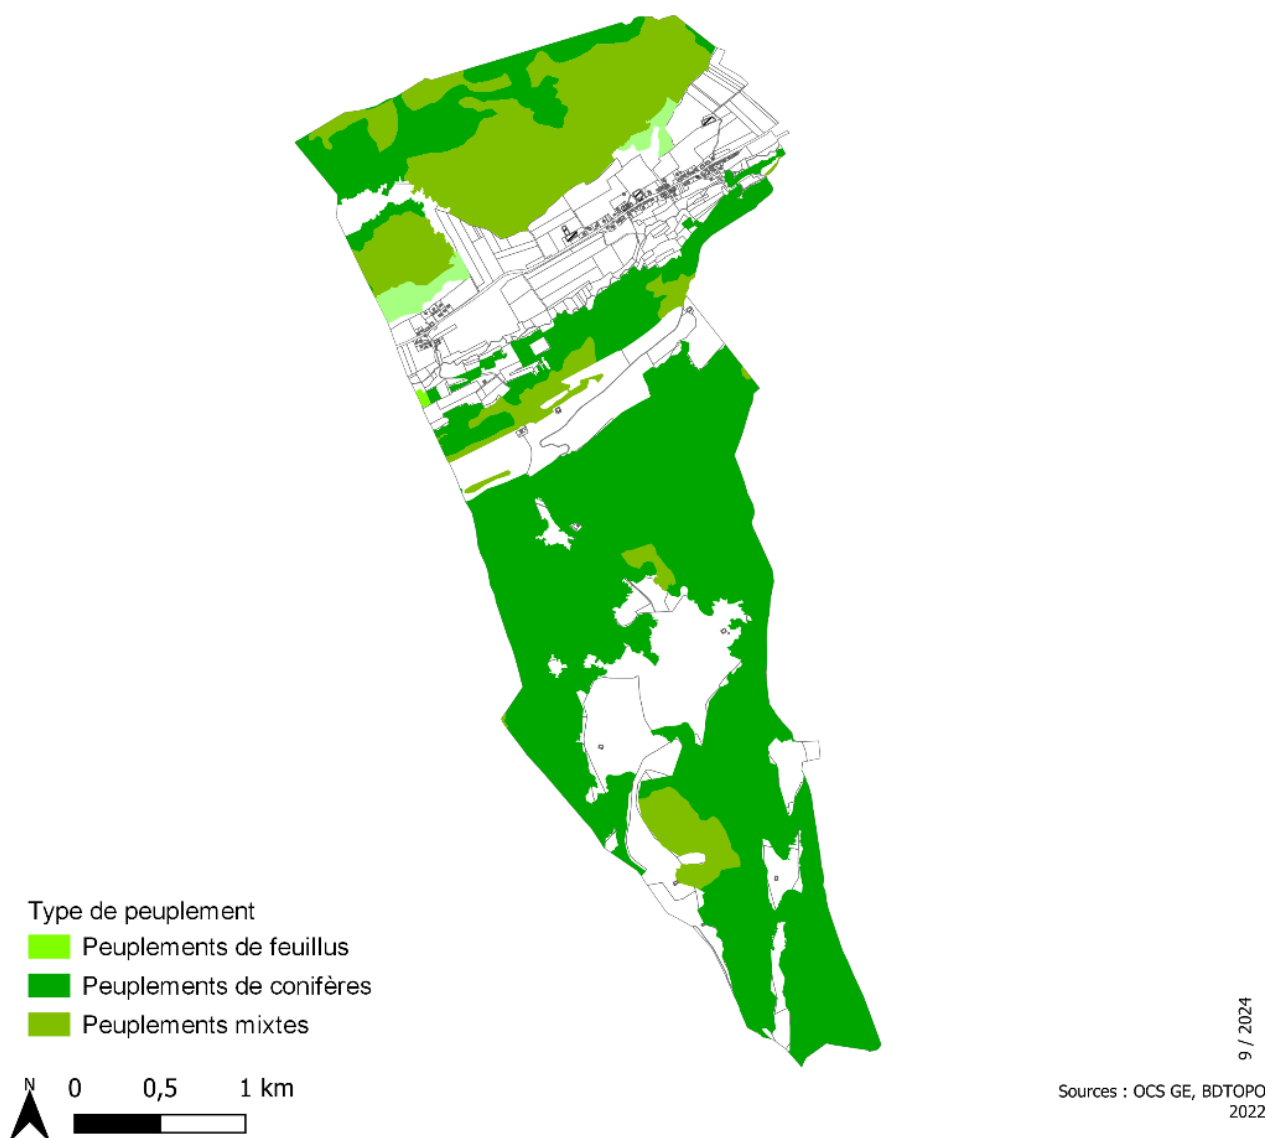 Type de peuplement
Peuplements de feuillus
Peuplements de conifères
Peuplements mixtes
N
0 0,5 1 km
9 / 2024
Sources : OCS GE, BDTOPO
2022